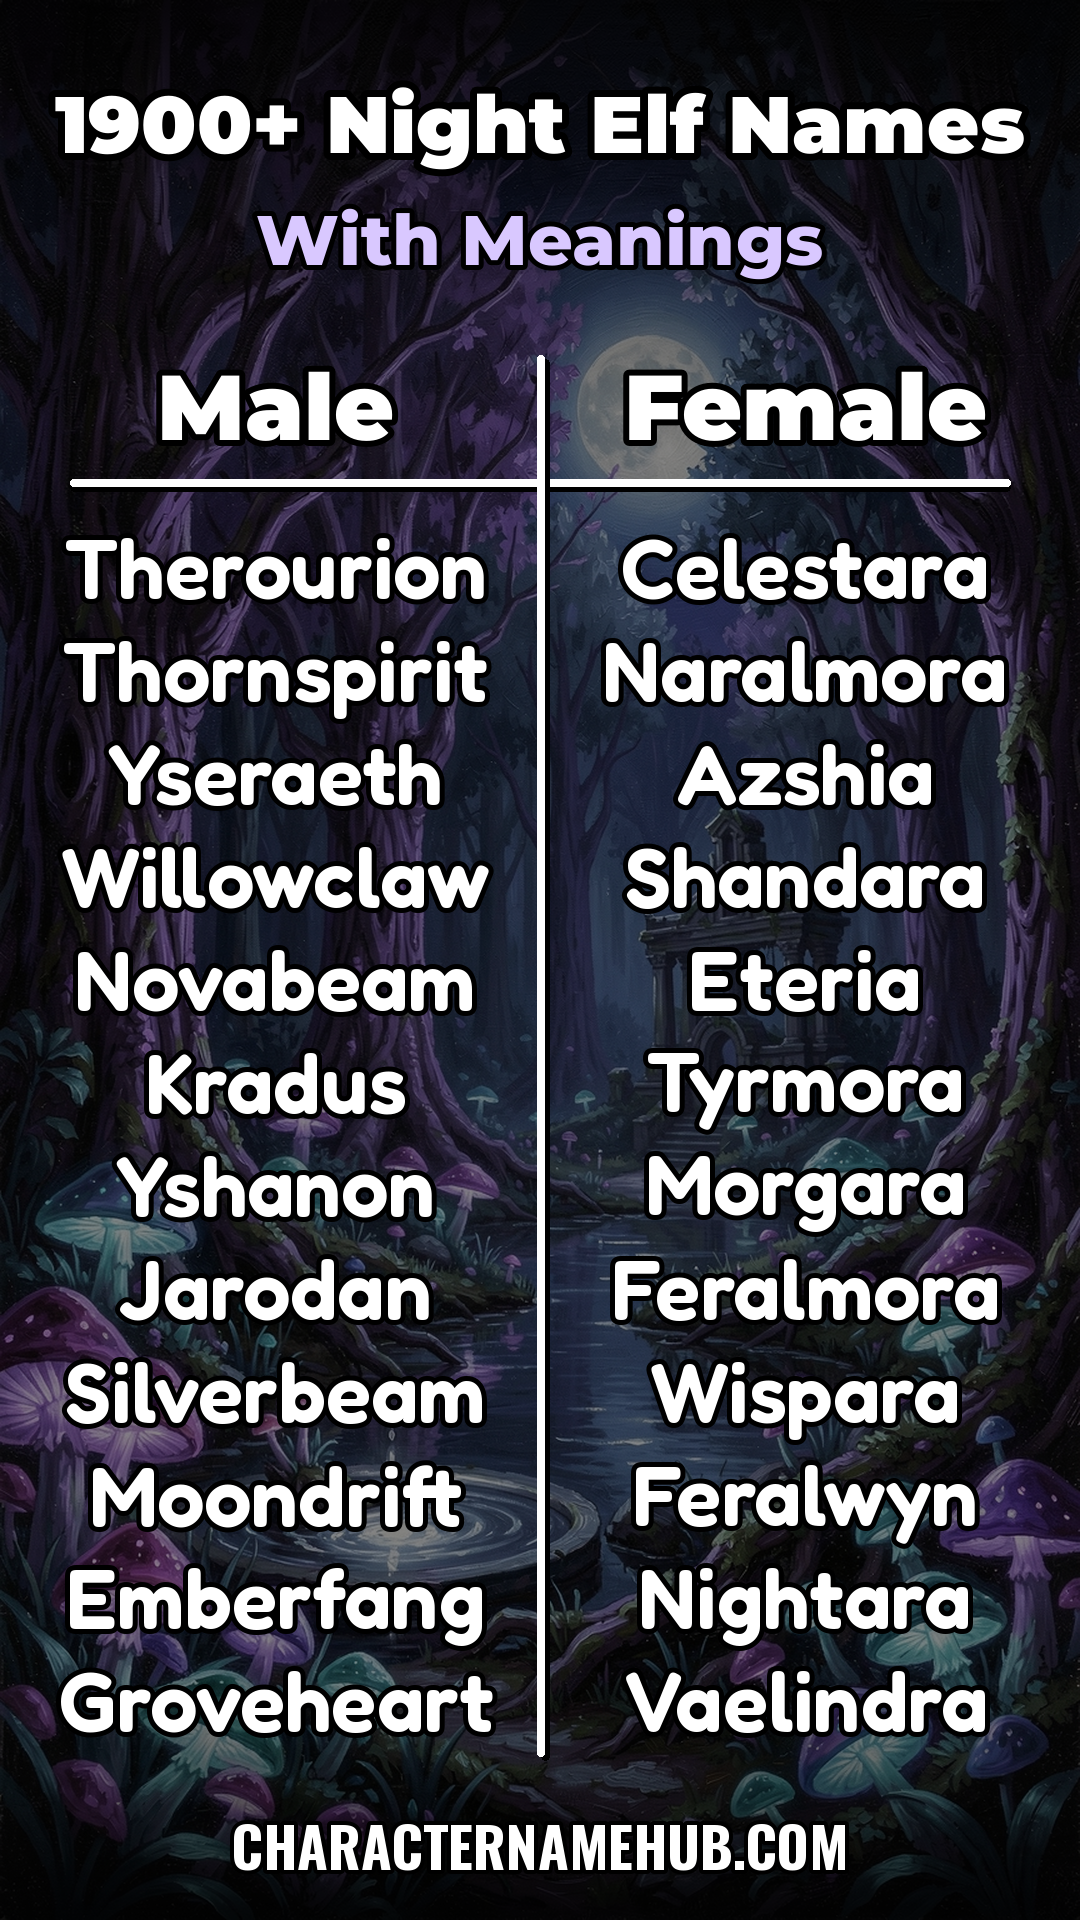 1900+ Night Elf Names
With Meanings
Male Female
Therourion Celestara
Thornspirit Naralmora
Yseraeth Azshia
Willowclaw Shandara
Novabeam Eteria
Kradus Tyrmora
Yshanon Morgara
Jarodan Feralmora
Silverbeam Wispara
Moondrift Feralwyn
Emberfang Nightara
Groveheart Vaelindra
CHARACTERNAMEHUB.COM